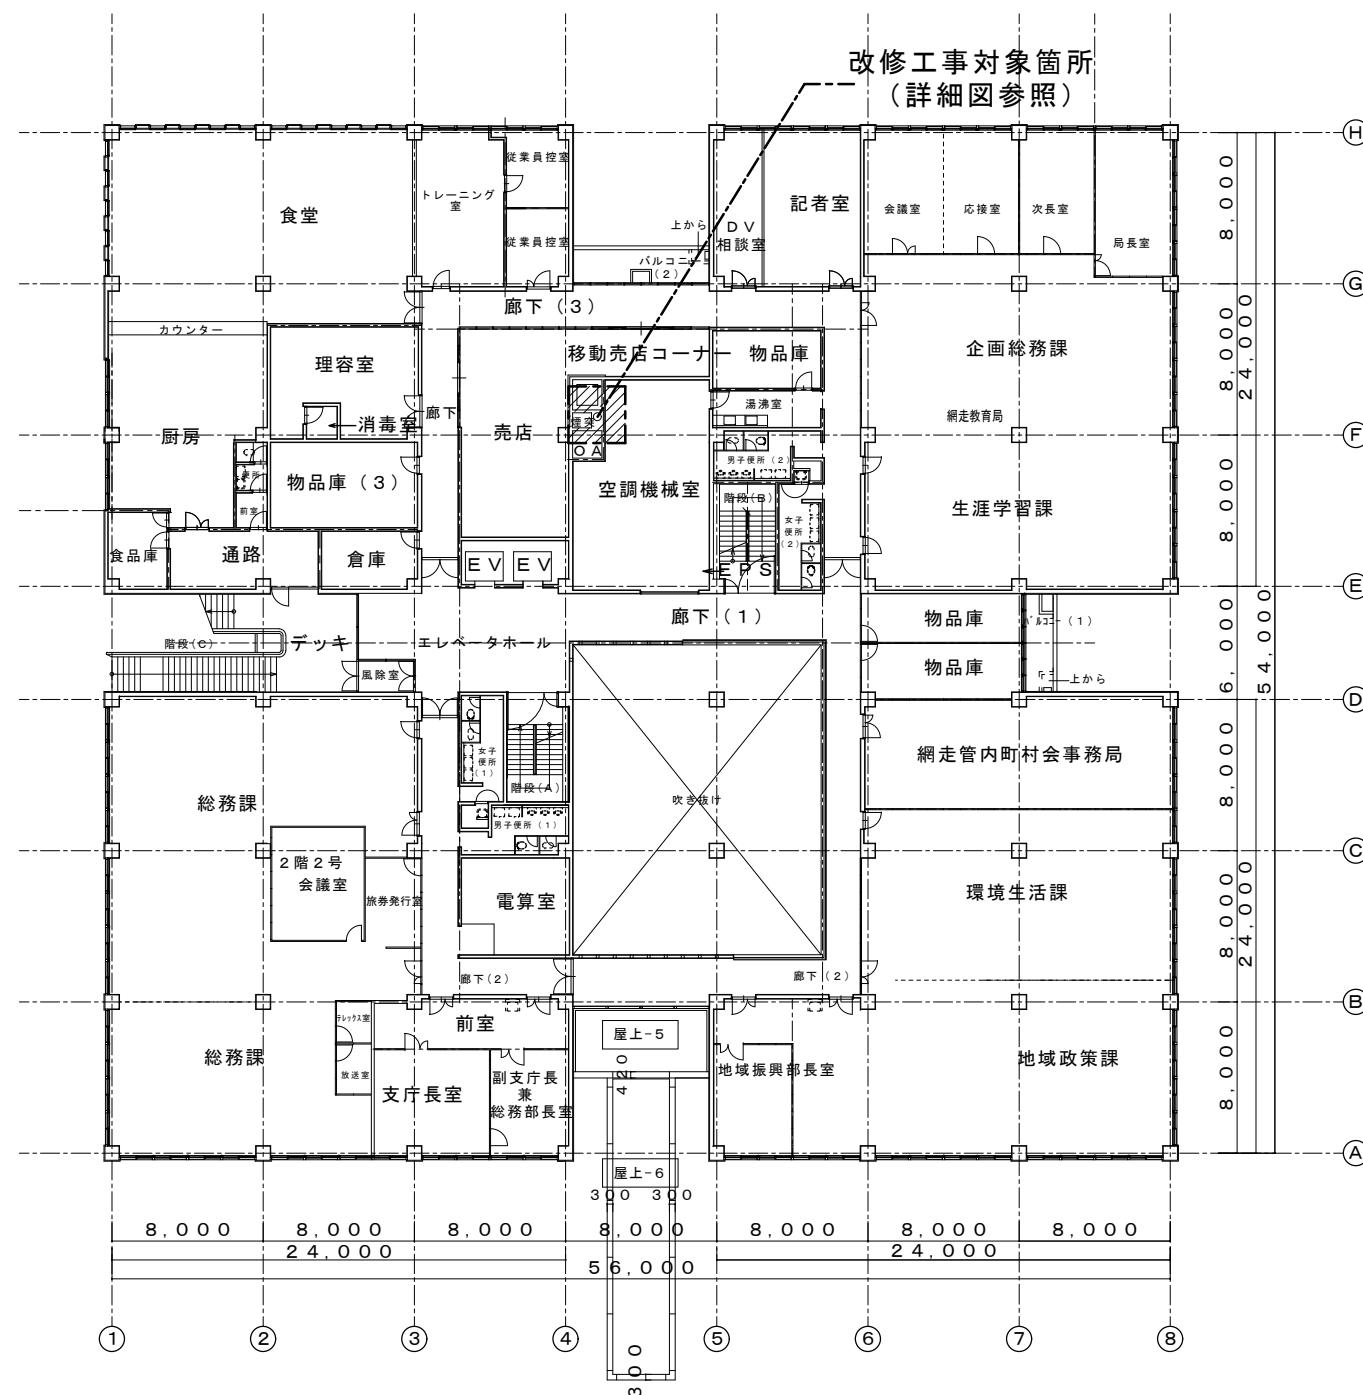 改修工事対象箇所
（詳細図参照）
H
8,000
食堂
トレーニング
室
従業員控室
従業員控室
上から
バルコニー
（2）
DV
相談室
記者室
会議室
応接室
次長室
局長室
G
廊下（3）
カウンター
理容室
消毒室
廊下
移動売店コーナー
物品庫
企画総務課
網走教育局
湯沸室
8,000
24,000
煙突
OA
売店
F
厨房
便所
前室
物品庫（3）
空調機械室
男子便所（2）
階段(B)
女子
便所
（2）
生涯学習課
8,000
食品庫
通路
倉庫
EV
EV
EPS
E
廊下（1）
階段(C)
デッキ
エレベータホール
風除室
物品庫
物品庫
バルコニー（1）
上から
6,000
54,000
D
総務課
女子
便所
（1）
階段(A)
男子便所（1）
吹き抜け
網走管内町村会事務局
8,000
C
2階2号
会議室
旅券発行室
電算室
環境生活課
8,000
24,000
廊下(2)
廊下(2)
B
テレックス室
放送室
総務課
前室
支庁長室
副支庁長
兼
総務部長室
屋上-5
420
地域振興部長室
地域政策課
8,000
A
屋上-6
300
300
8,000
8,000
8,000
8,000
8,000
8,000
8,000
24,000
24,000
56,000
1
2
3
4
5
6
7
8
300